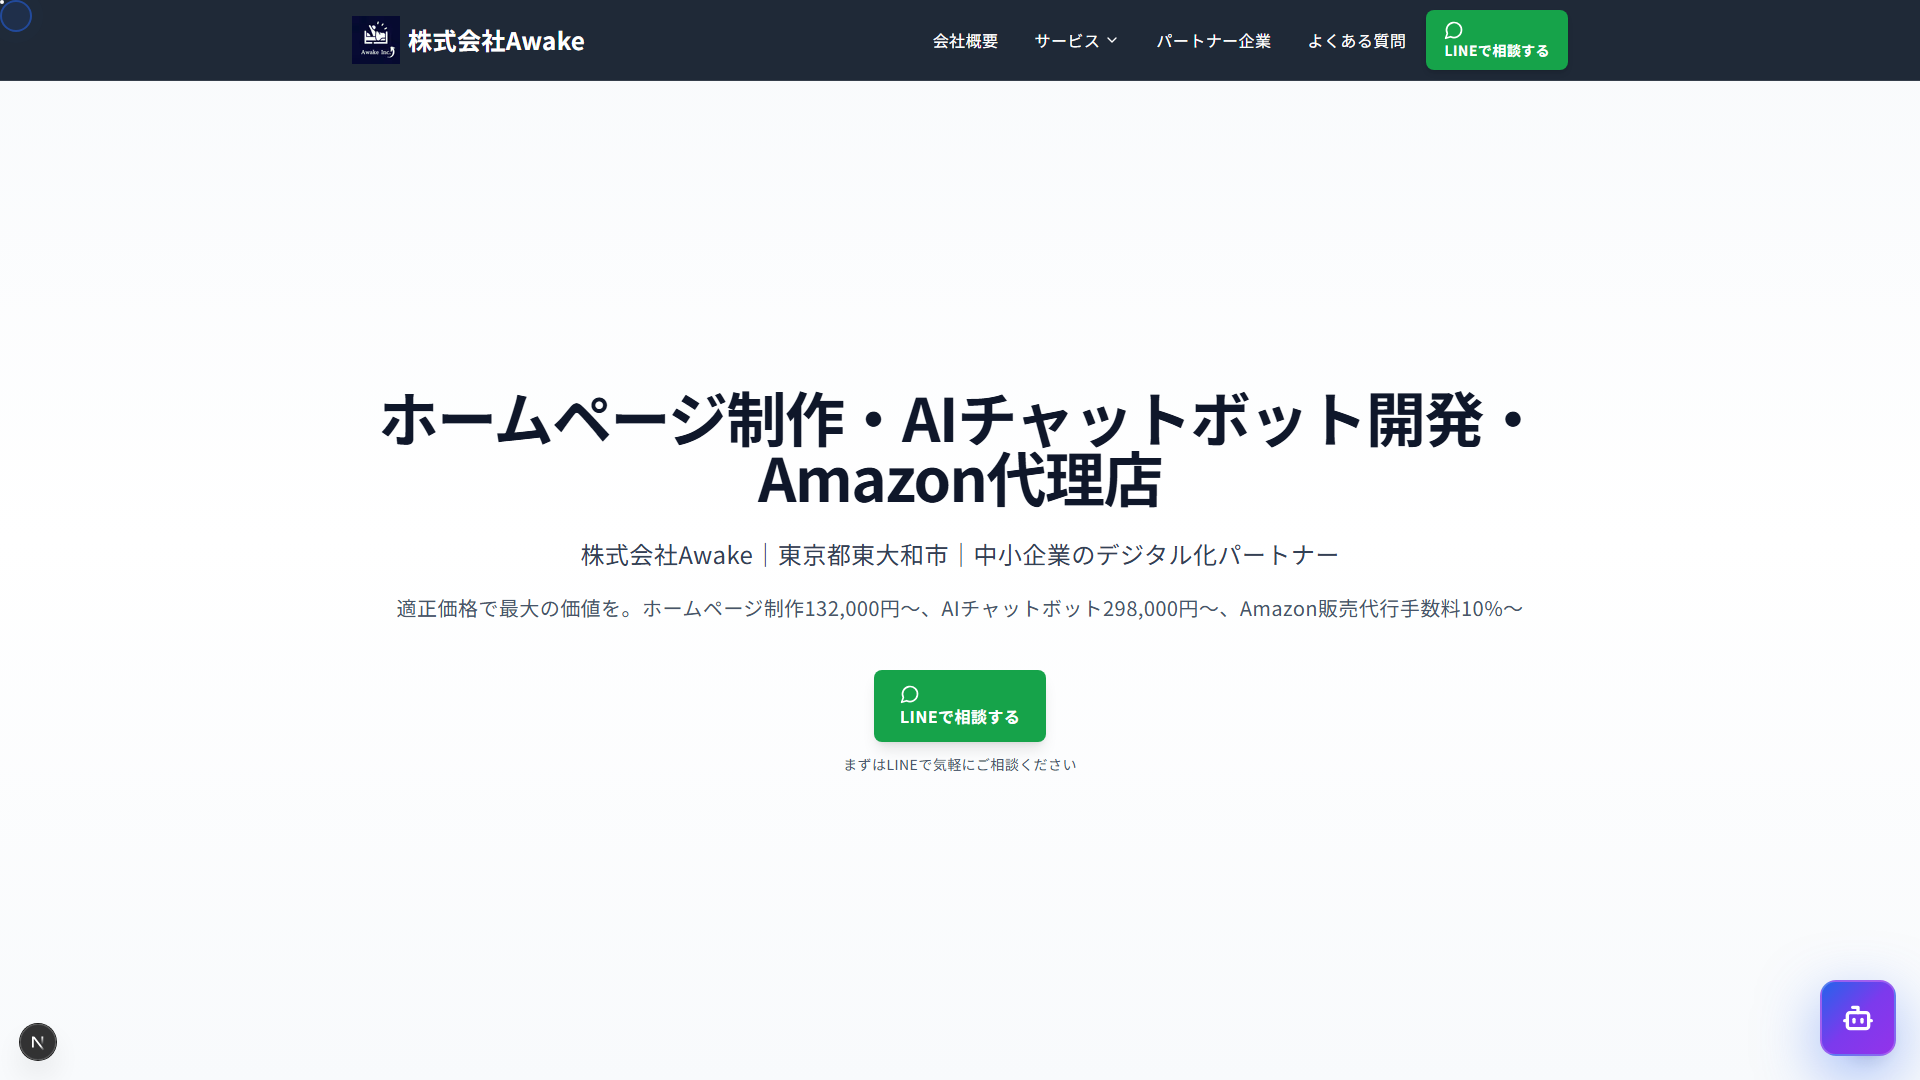 Awake Inc.
株式会社Awake
会社概要
サービス
パートナー企業
よくある質問
LINEで相談する
ホームページ制作・AIチャットボット開発・
Amazon代理店
株式会社Awake｜東京都東大和市｜中小企業のデジタル化パートナー
適正価格で最大の価値を。ホームページ制作132,000円〜、AIチャットボット298,000円〜、Amazon販売代行手数料10%〜
LINEで相談する
まずはLINEで気軽にご相談ください
N